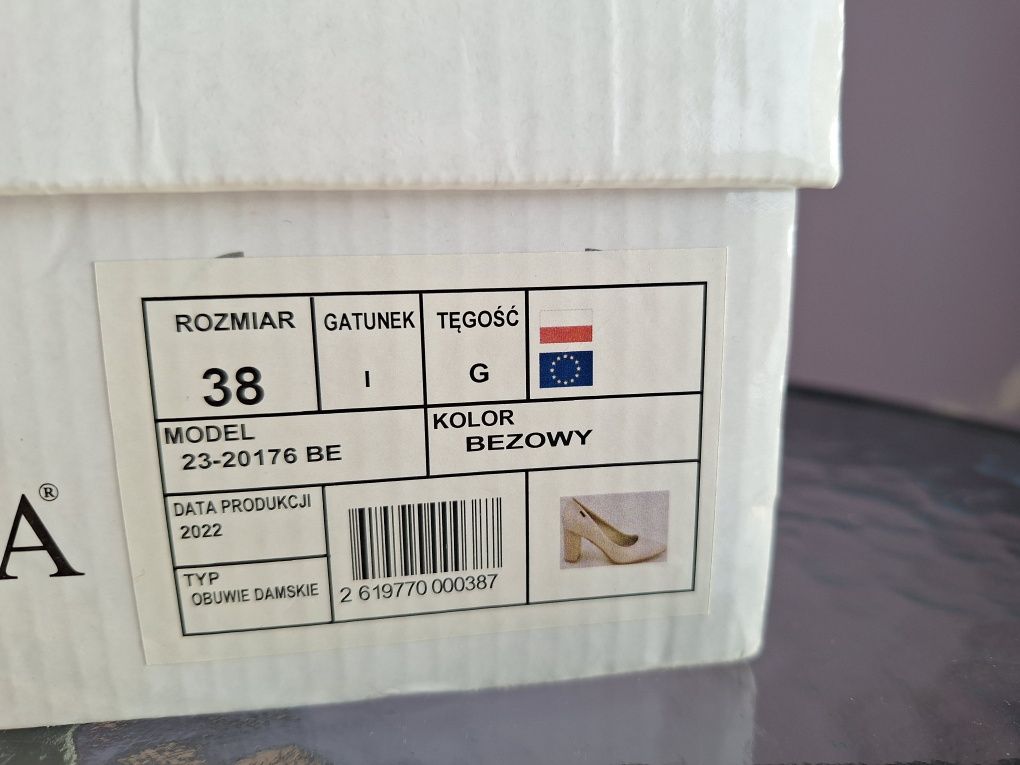 ROZMIAR GATUNEK TĘGOŚĆ
38 I G
MODEL
23-20176 BE
KOLOR
BEZOWY
DATA PRODUKCJI
2022
TYP
OBUWIE DAMSKIE
2 619770 000387
A®